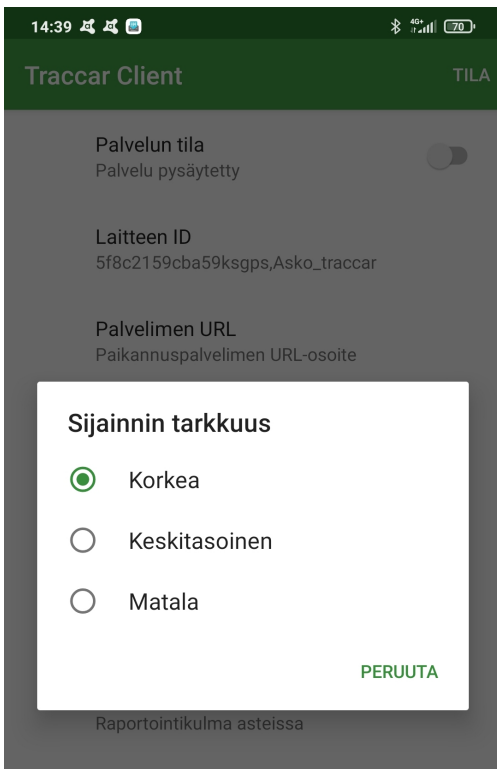 14:39 4G+ 70
Traccar Client TILA
Palvelun tila
Palvelu pysäytetty
Laitteen ID
5f8c2159cba59ksgps,Asko_traccar
Palvelimen URL
Paikannuspalvelimen URL-osoite
Sijainnin tarkkuus
Korkea
Keskitasoinen
Matala
PERUUTA
Raportointikulma asteissa